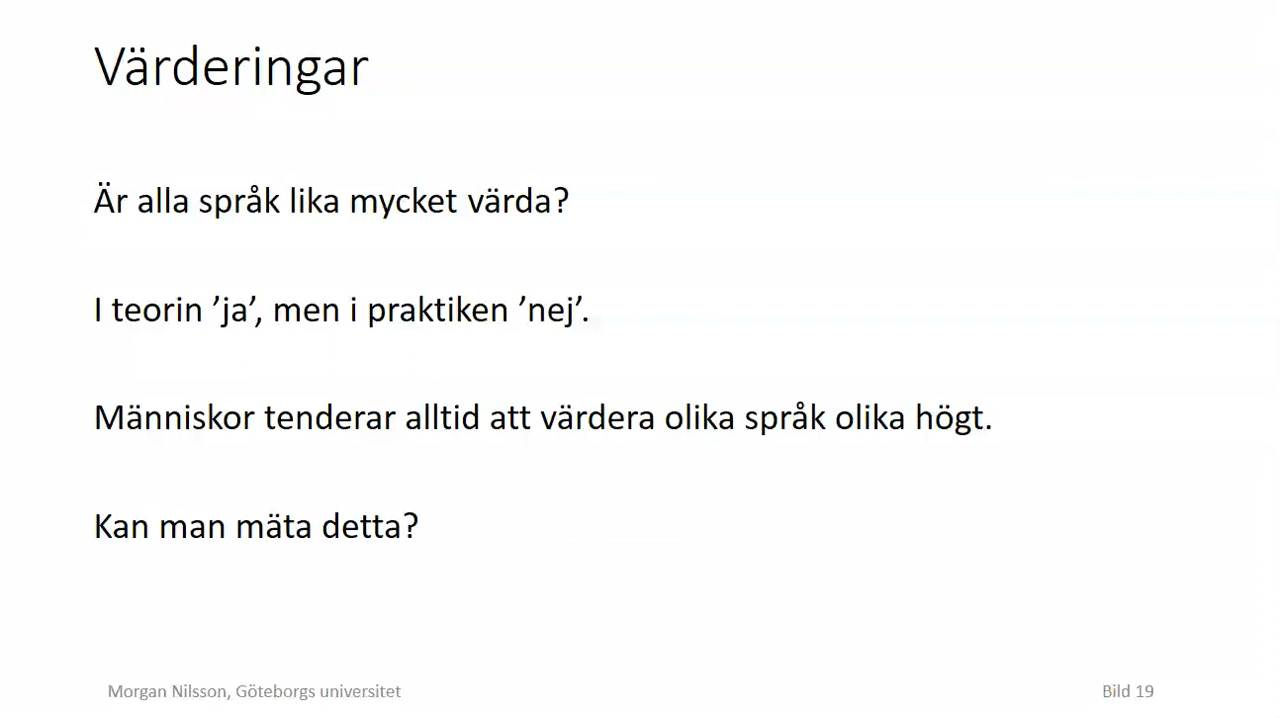 Värderingar
Är alla språk lika mycket värda?
I teorin ’ja’, men i praktiken ’nej’.
Människor tenderar alltid att värdera olika språk olika högt.
Kan man mäta detta?
Morgan Nilsson, Göteborgs universitet
Bild 19